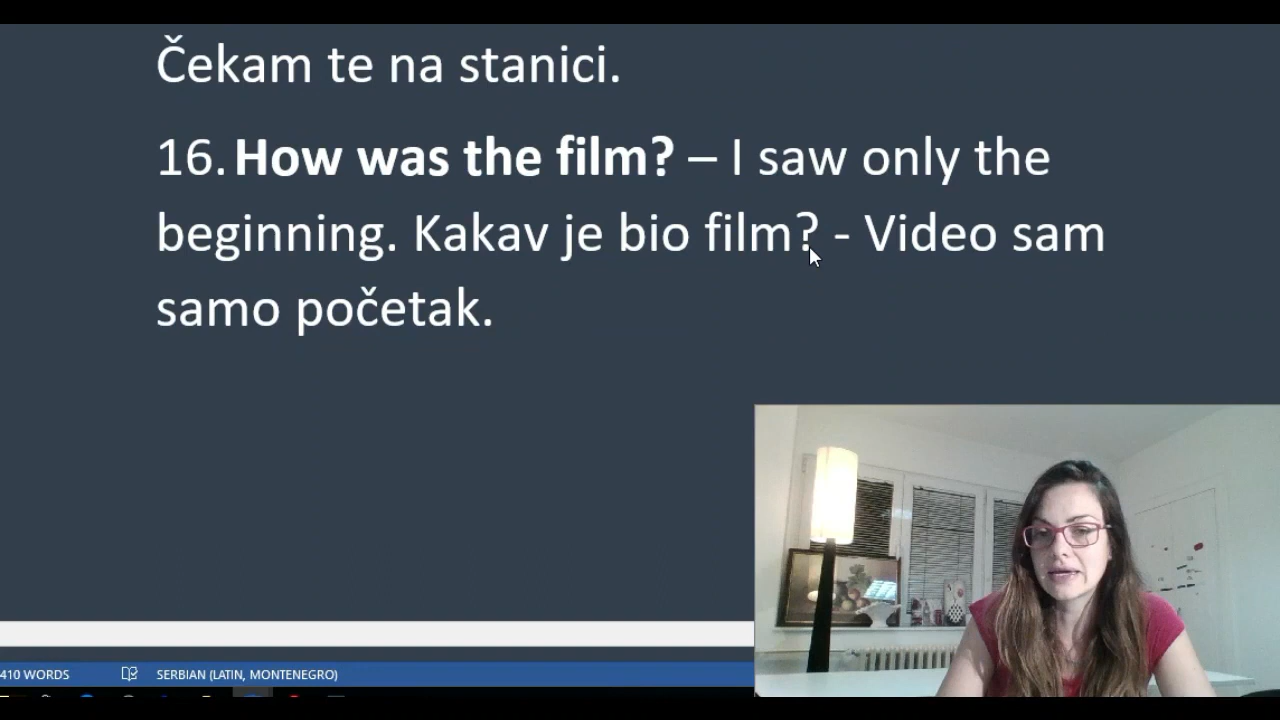 Čekam te na stanici.
16. How was the film? – I saw only the
beginning. Kakav je bio film? - Video sam
samo početak.
410 WORDS SERBIAN (LATIN, MONTENEGRO)